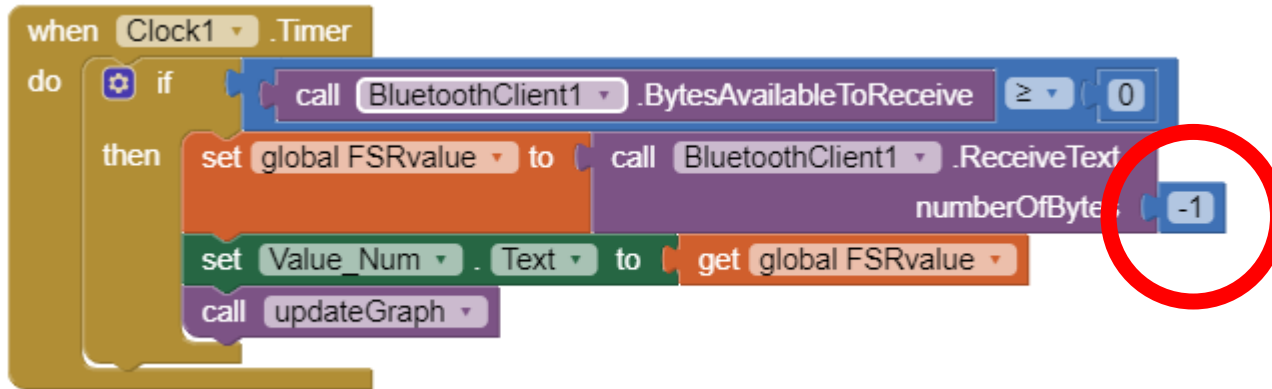 when Clock1 .Timer
do if call BluetoothClient1 .BytesAvailableToReceive ≥ 0
then set global FSRvalue to call BluetoothClient1 .ReceiveText
numberOfBytes -1
set Value_Num . Text to get global FSRvalue
call updateGraph